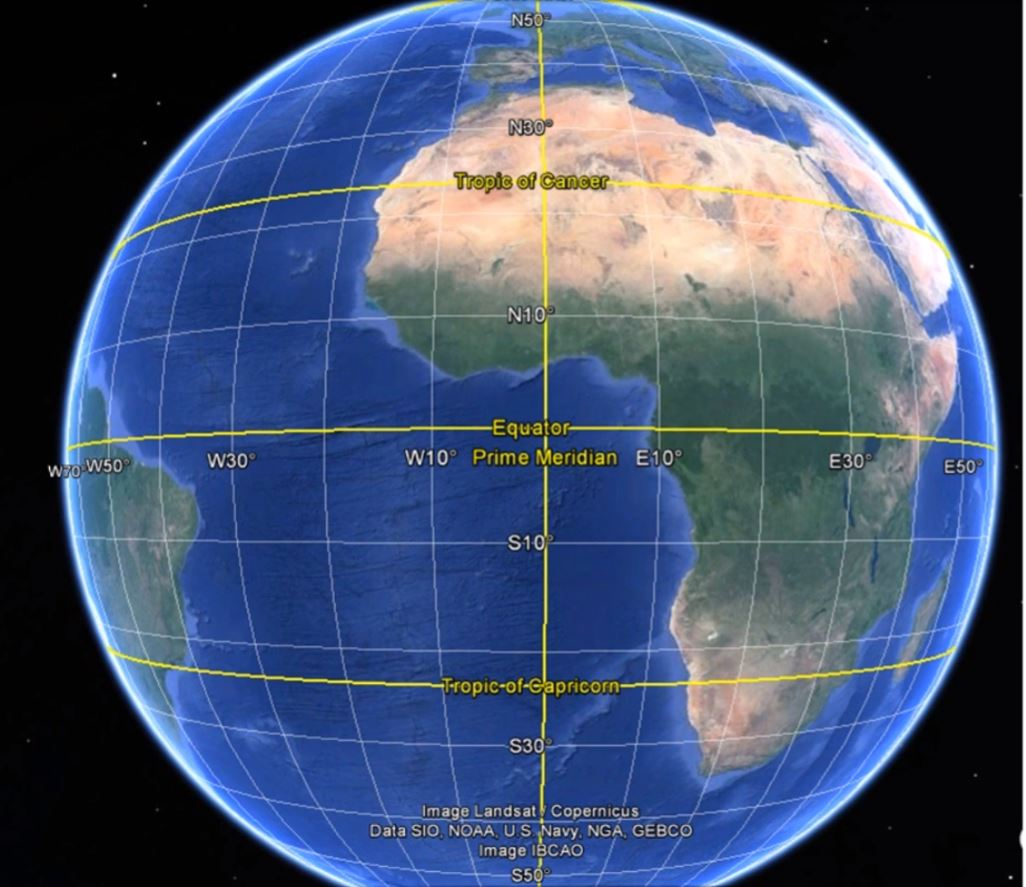 N50°
N30°
Tropic of Cancer
N10°
Equator
W70° W50° W30° W10° Prime Meridian E10° E30° E50°
S10°
Tropic of Capricorn
S30°
Image Landsat / Copernicus
Data SIO, NOAA, U.S. Navy, NGA, GEBCO
Image IBCAO
S50°